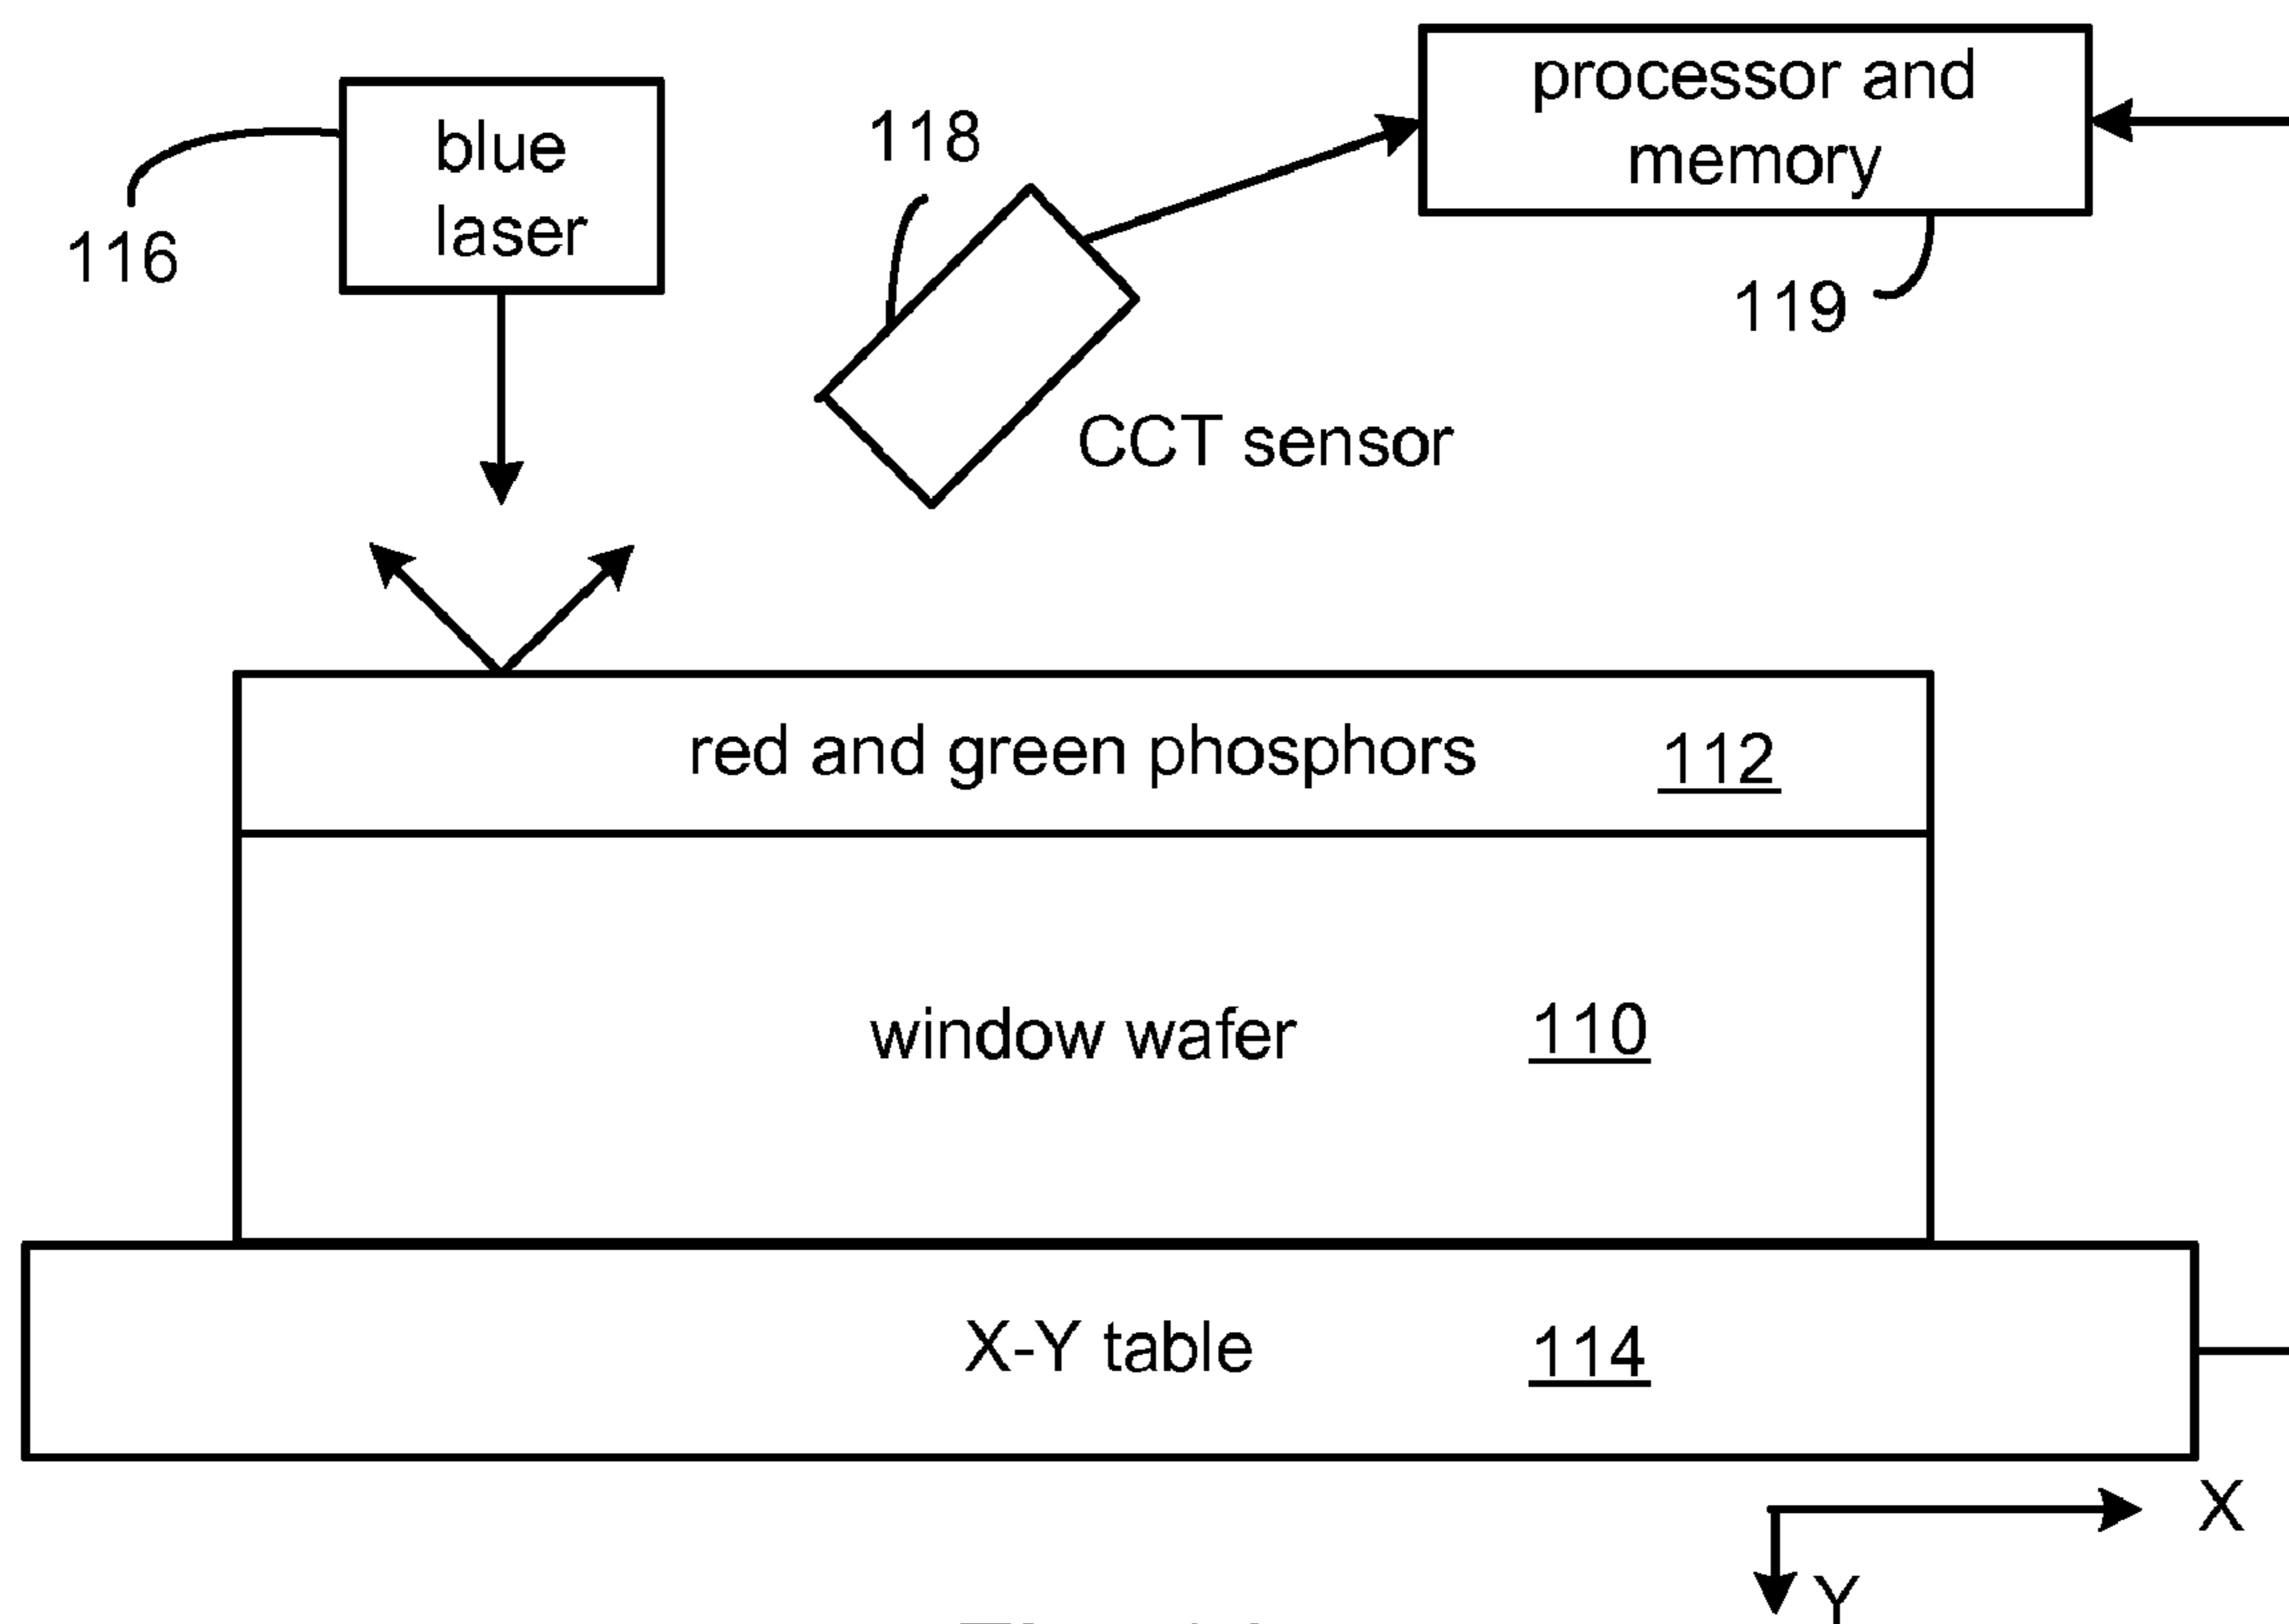 blue
laser
116
118
processor and
memory
119
CCT sensor
red and green phosphors 112
window wafer 110
X-Y table 114
X
Y